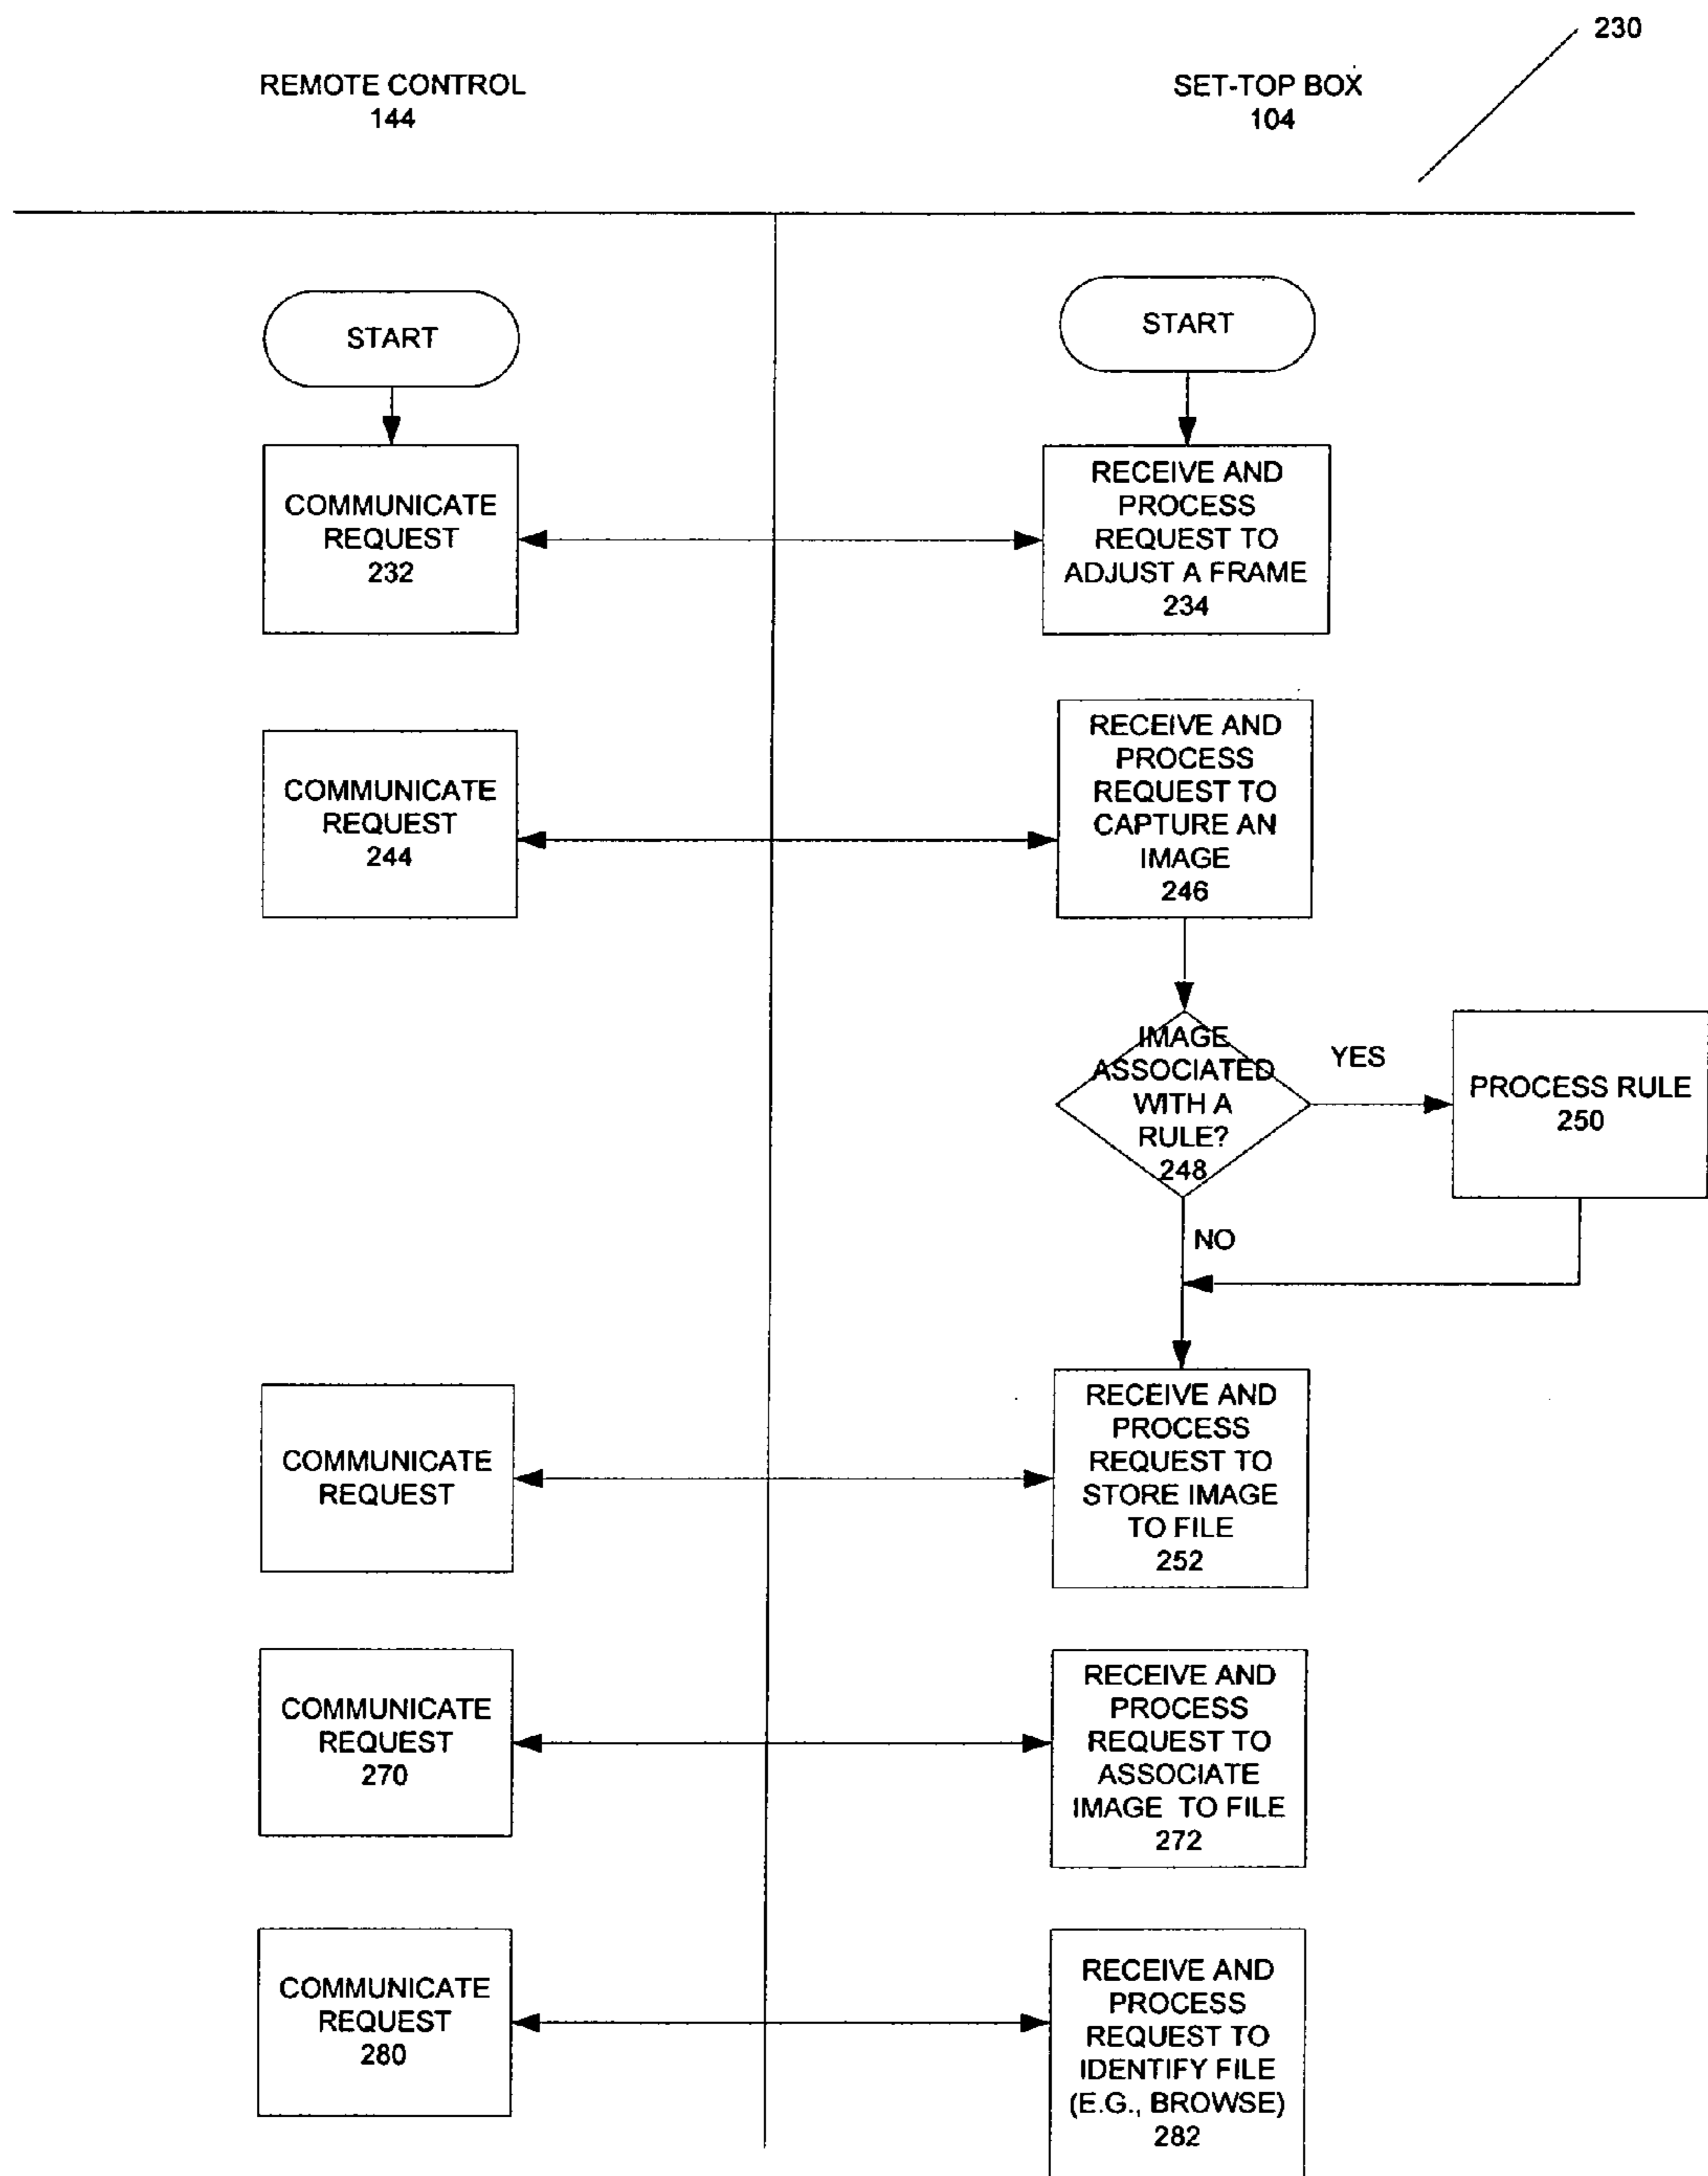 230
REMOTE CONTROL
144
SET-TOP BOX
104
START
START
COMMUNICATE
REQUEST
232
RECEIVE AND
PROCESS
REQUEST TO
ADJUST A FRAME
234
COMMUNICATE
REQUEST
244
RECEIVE AND
PROCESS
REQUEST TO
CAPTURE AN
IMAGE
246
IMAGE
ASSOCIATED
WITH A
RULE?
248
YES
PROCESS RULE
250
NO
COMMUNICATE
REQUEST
RECEIVE AND
PROCESS
REQUEST TO
STORE IMAGE
TO FILE
252
COMMUNICATE
REQUEST
270
RECEIVE AND
PROCESS
REQUEST TO
ASSOCIATE
IMAGE TO FILE
272
COMMUNICATE
REQUEST
280
RECEIVE AND
PROCESS
REQUEST TO
IDENTIFY FILE
(E.G., BROWSE)
282